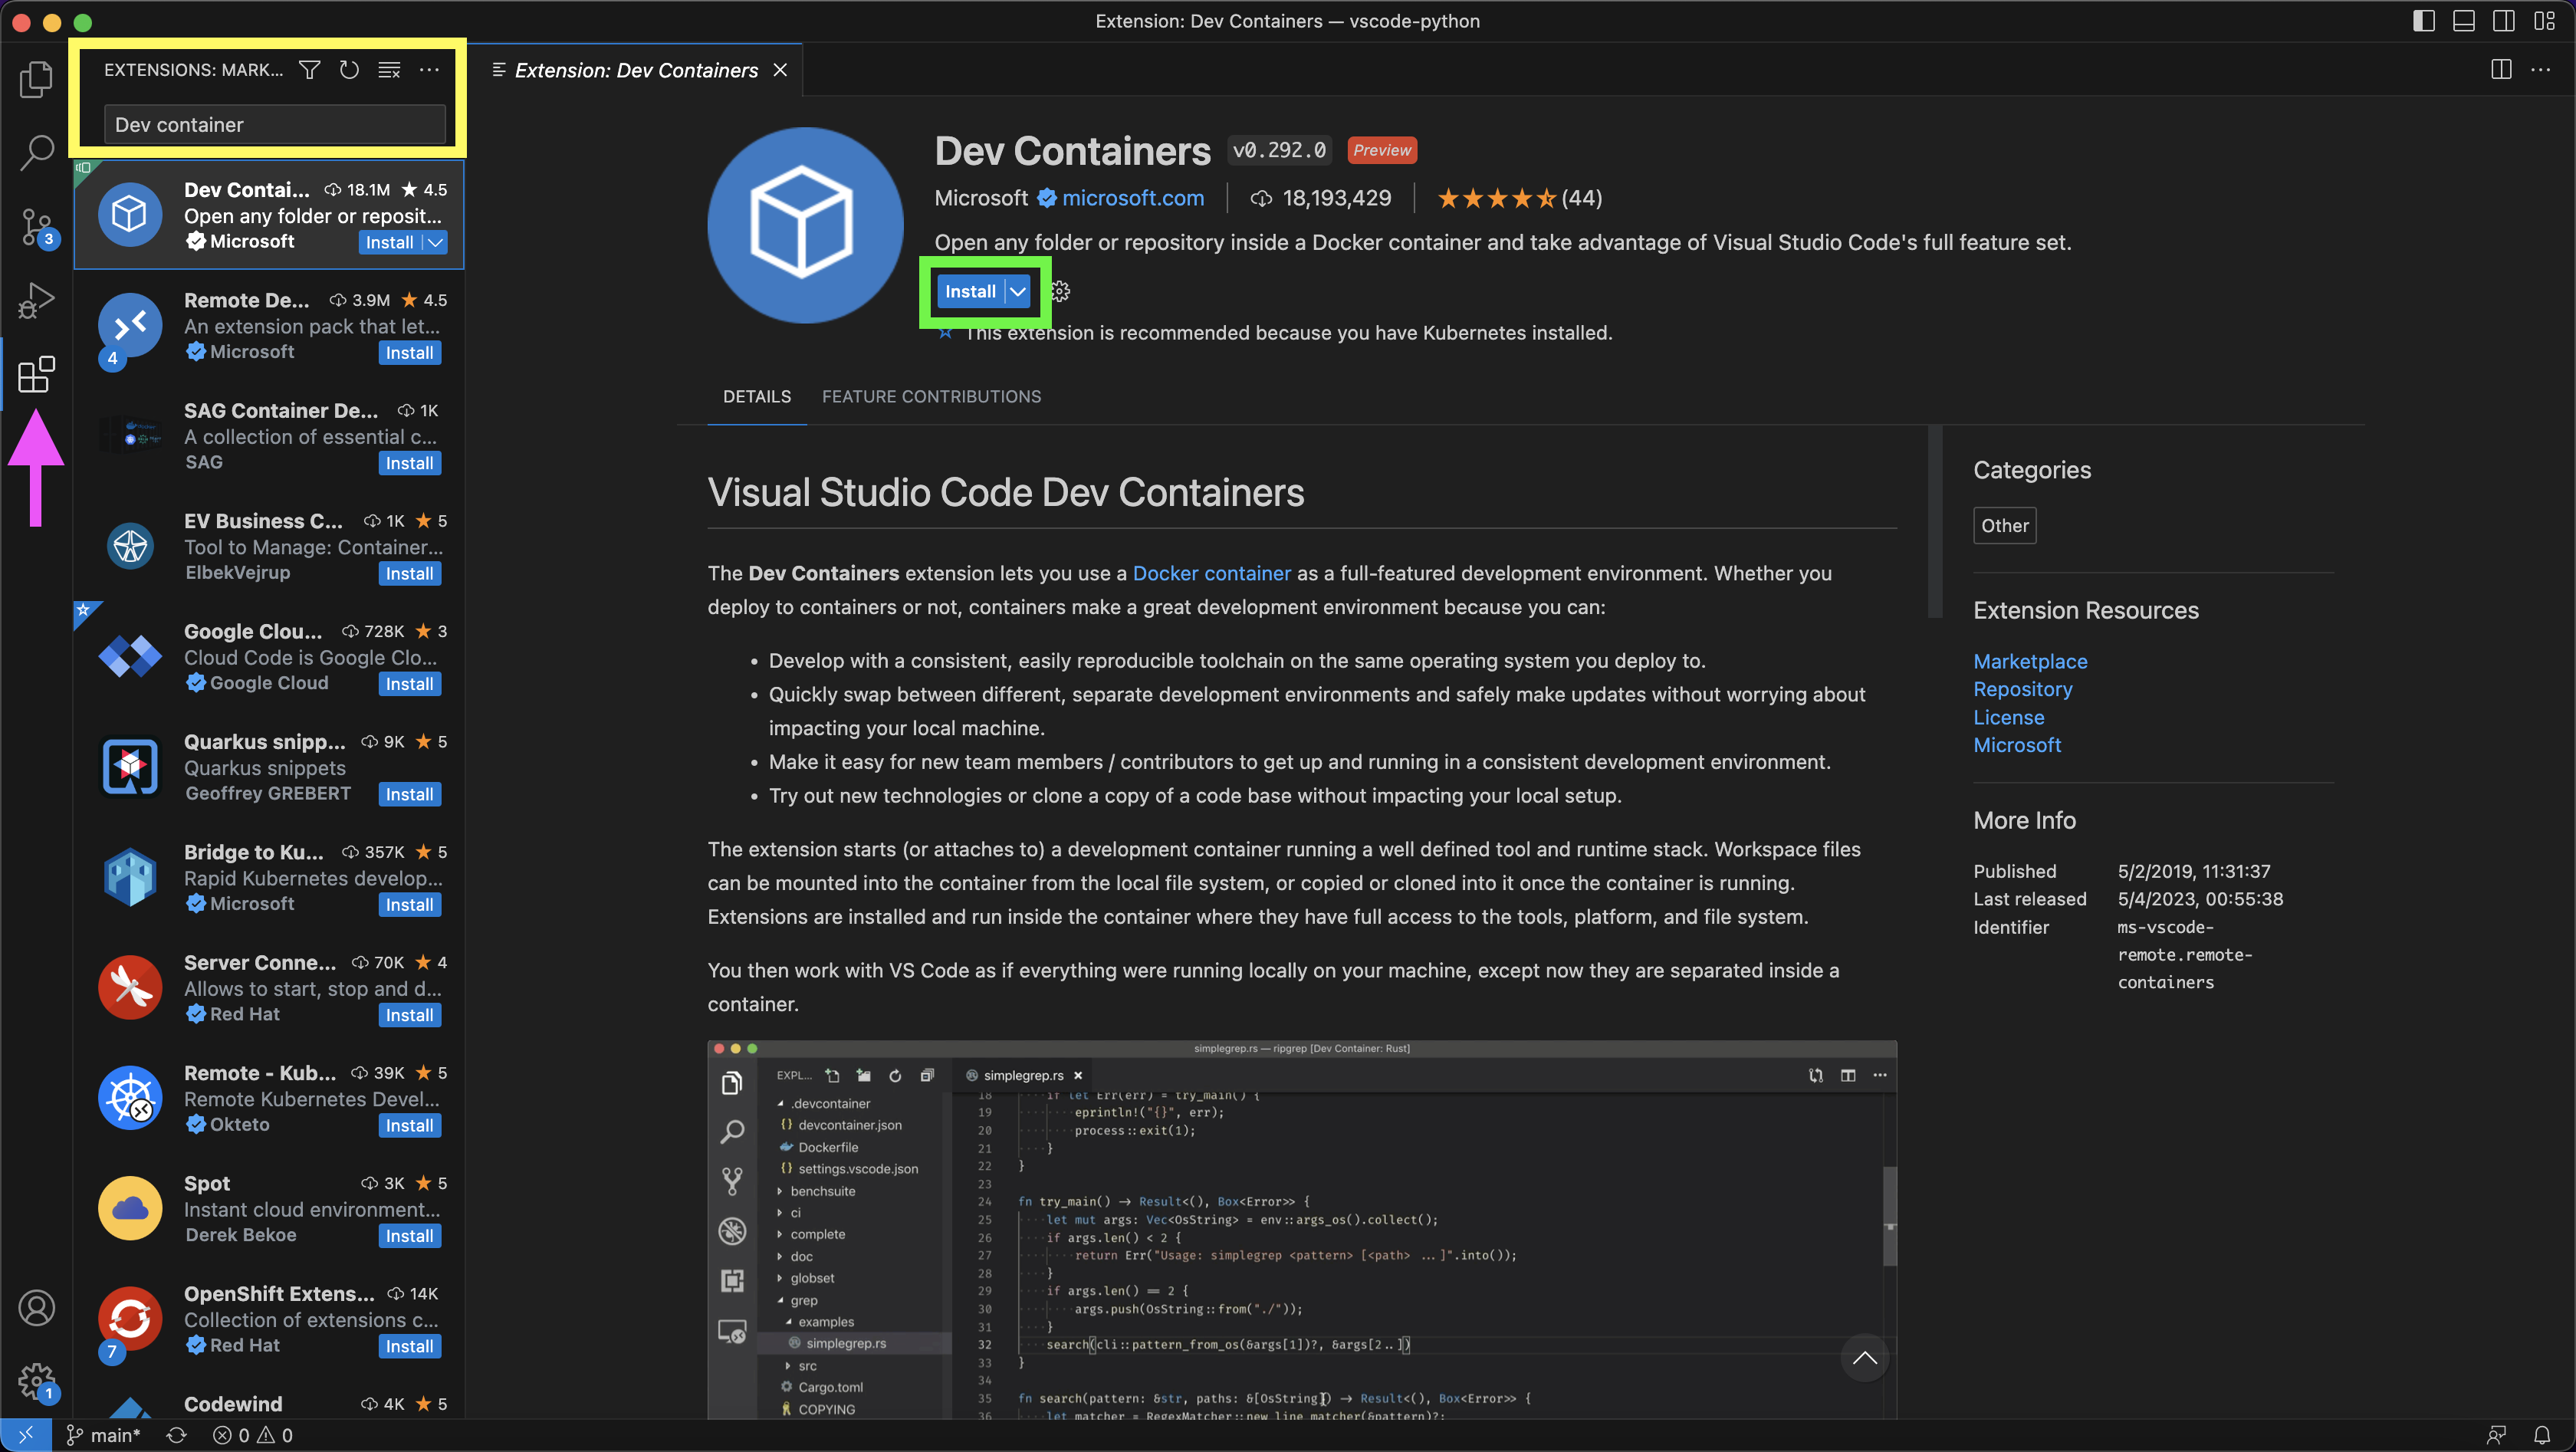 Extension: Dev Containers — vscode-python
EXTENSIONS: MARK...
Dev container
Extension: Dev Containers
Dev Contai... 18.1M 4.5
Open any folder or reposit...
Microsoft Install
Remote De... 3.9M 4.5
An extension pack that let...
4 Microsoft Install
SAG Container De... 1K
A collection of essential c...
SAG Install
EV Business C... 1K 5
Tool to Manage: Container...
ElbekVejrup Install
Google Clou... 728K 3
Cloud Code is Google Clo...
Google Cloud Install
Quarkus snipp... 9K 5
Quarkus snippets
Geoffrey GREBERT Install
Bridge to Ku... 357K 5
Rapid Kubernetes develop...
Microsoft Install
Server Conne... 70K 4
Allows to start, stop and d...
Red Hat Install
Remote - Kub... 39K 5
Remote Kubernetes Devel...
Okteto Install
Spot 3K 5
Instant cloud environment...
Derek Bekoe Install
OpenShift Extens... 14K
Collection of extensions c...
7 Red Hat Install
Codewind 4K 5
3
1
Dev Containers v0.292.0 Preview
Microsoft microsoft.com 18,193,429 (44)
Open any folder or repository inside a Docker container and take advantage of Visual Studio Code's full feature set.
Install
This extension is recommended because you have Kubernetes installed.
DETAILS FEATURE CONTRIBUTIONS
Visual Studio Code Dev Containers
The Dev Containers extension lets you use a Docker container as a full-featured development environment. Whether you
deploy to containers or not, containers make a great development environment because you can:
• Develop with a consistent, easily reproducible toolchain on the same operating system you deploy to.
• Quickly swap between different, separate development environments and safely make updates without worrying about
impacting your local machine.
• Make it easy for new team members / contributors to get up and running in a consistent development environment.
• Try out new technologies or clone a copy of a code base without impacting your local setup.
The extension starts (or attaches to) a development container running a well defined tool and runtime stack. Workspace files
can be mounted into the container from the local file system, or copied or cloned into it once the container is running.
Extensions are installed and run inside the container where they have full access to the tools, platform, and file system.
You then work with VS Code as if everything were running locally on your machine, except now they are separated inside a
container.
simplegrep.rs — ripgrep [Dev Container: Rust]
EXPL...
.devcontainer
{} devcontainer.json
Dockerfile
{} settings.vscode.json
benchsuite
ci
complete
doc
globset
grep
examples
simplegrep.rs
src
Cargo.toml
COPYING
simplegrep.rs
18 if let Err(err) = try_main() {
19 eprintln!("{}", err);
20 process::exit(1);
21 }
22 }
23
24 fn try_main() → Result<(), Box<Error>> {
25 let mut args: Vec<OsString> = env::args_os().collect();
26 if args.len() < 2 {
27 return Err("Usage: simplegrep <pattern> [<path> ...]".into());
28 }
29 if args.len() == 2 {
30 args.push(OsString::from("./"));
31 }
32 search(cli::pattern_from_os(&args[1])?, &args[2..])
33 }
34
35 fn search(pattern: &str, paths: &[OsString]) → Result<(), Box<Error>> {
36 let matcher = RegexMatcher::new_line_matcher(&pattern)?;
Categories
Other
Extension Resources
Marketplace
Repository
License
Microsoft
More Info
Published 5/2/2019, 11:31:37
Last released 5/4/2023, 00:55:38
Identifier ms-vscode-
remote.remote-
containers
main* 0 0